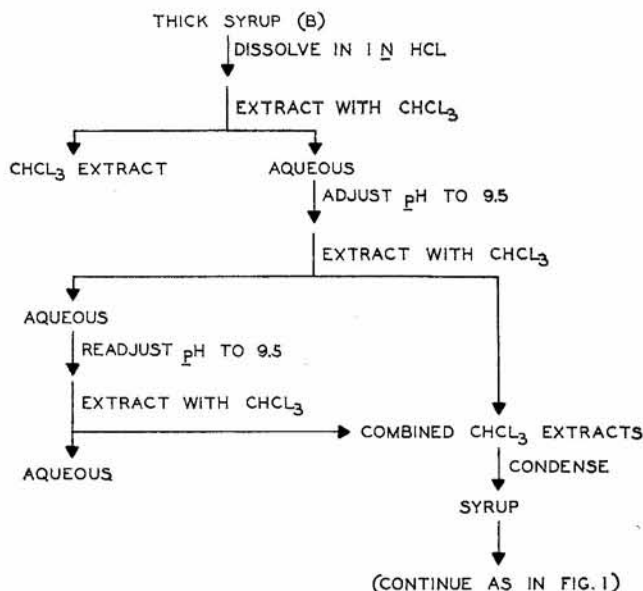 THICK SYRUP (B)
DISSOLVE IN 1 N HCL
EXTRACT WITH CHCL3
CHCL3 EXTRACT
AQUEOUS
ADJUST pH TO 9.5
EXTRACT WITH CHCL3
AQUEOUS
READJUST pH TO 9.5
EXTRACT WITH CHCL3
COMBINED CHCL3 EXTRACTS
AQUEOUS
CONDENSE
SYRUP
(CONTINUE AS IN FIG. 1)